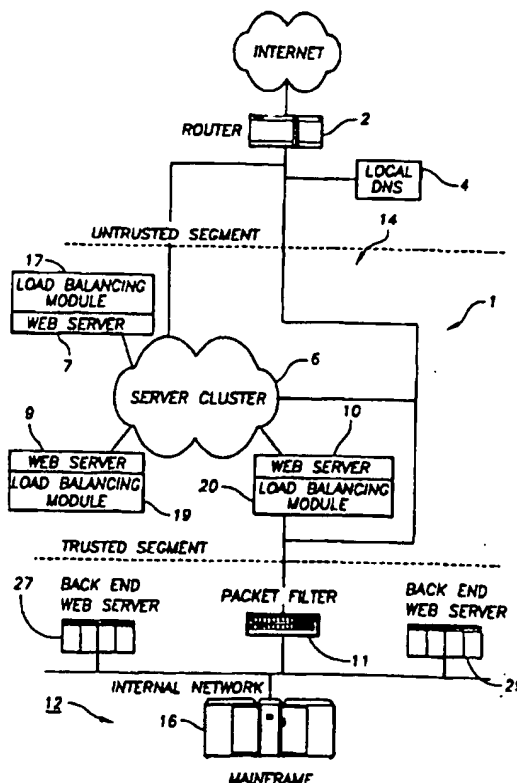 INTERNET
ROUTER
2
LOCAL
DNS
4
UNTRUSTED SEGMENT
14
17
LOAD BALANCING
MODULE
WEB SERVER
7
1
6
SERVER CLUSTER
9
WEB SERVER
LOAD BALANCING
MODULE
19
10
WEB SERVER
LOAD BALANCING
MODULE
20
TRUSTED SEGMENT
27
BACK END
WEB SERVER
PACKET FILTER
11
BACK END
WEB SERVER
INTERNAL NETWORK
12
16
MAINFRAME